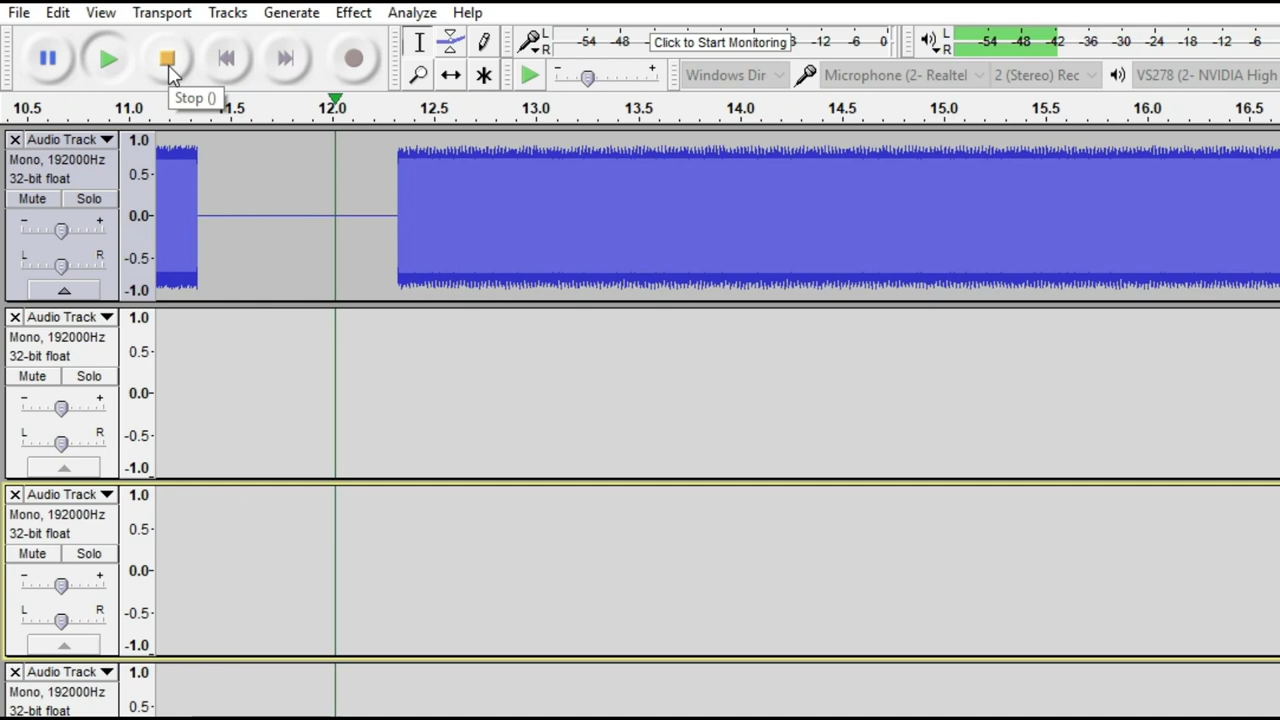 File Edit View Transport Tracks Generate Effect Analyze Help
L R -54 -48 Click to Start Monitoring -12 -6 0 L R -54 -48 -42 -36 -30 -24 -18 -12 -6
- + Windows Dir Microphone (2- Realtel 2 (Stereo) Rec VS278 (2- NVIDIA High
Stop ()
10.5 11.0 11.5 12.0 12.5 13.0 13.5 14.0 14.5 15.0 15.5 16.0 16.5
X Audio Track 1.0
Mono, 192000Hz
32-bit float 0.5
Mute Solo
- + 0.0
L R -0.5
-1.0
X Audio Track 1.0
Mono, 192000Hz
32-bit float 0.5
Mute Solo
- + 0.0
L R -0.5
-1.0
X Audio Track 1.0
Mono, 192000Hz
32-bit float 0.5
Mute Solo
- + 0.0
L R -0.5
-1.0
X Audio Track 1.0
Mono, 192000Hz
32-bit float 0.5